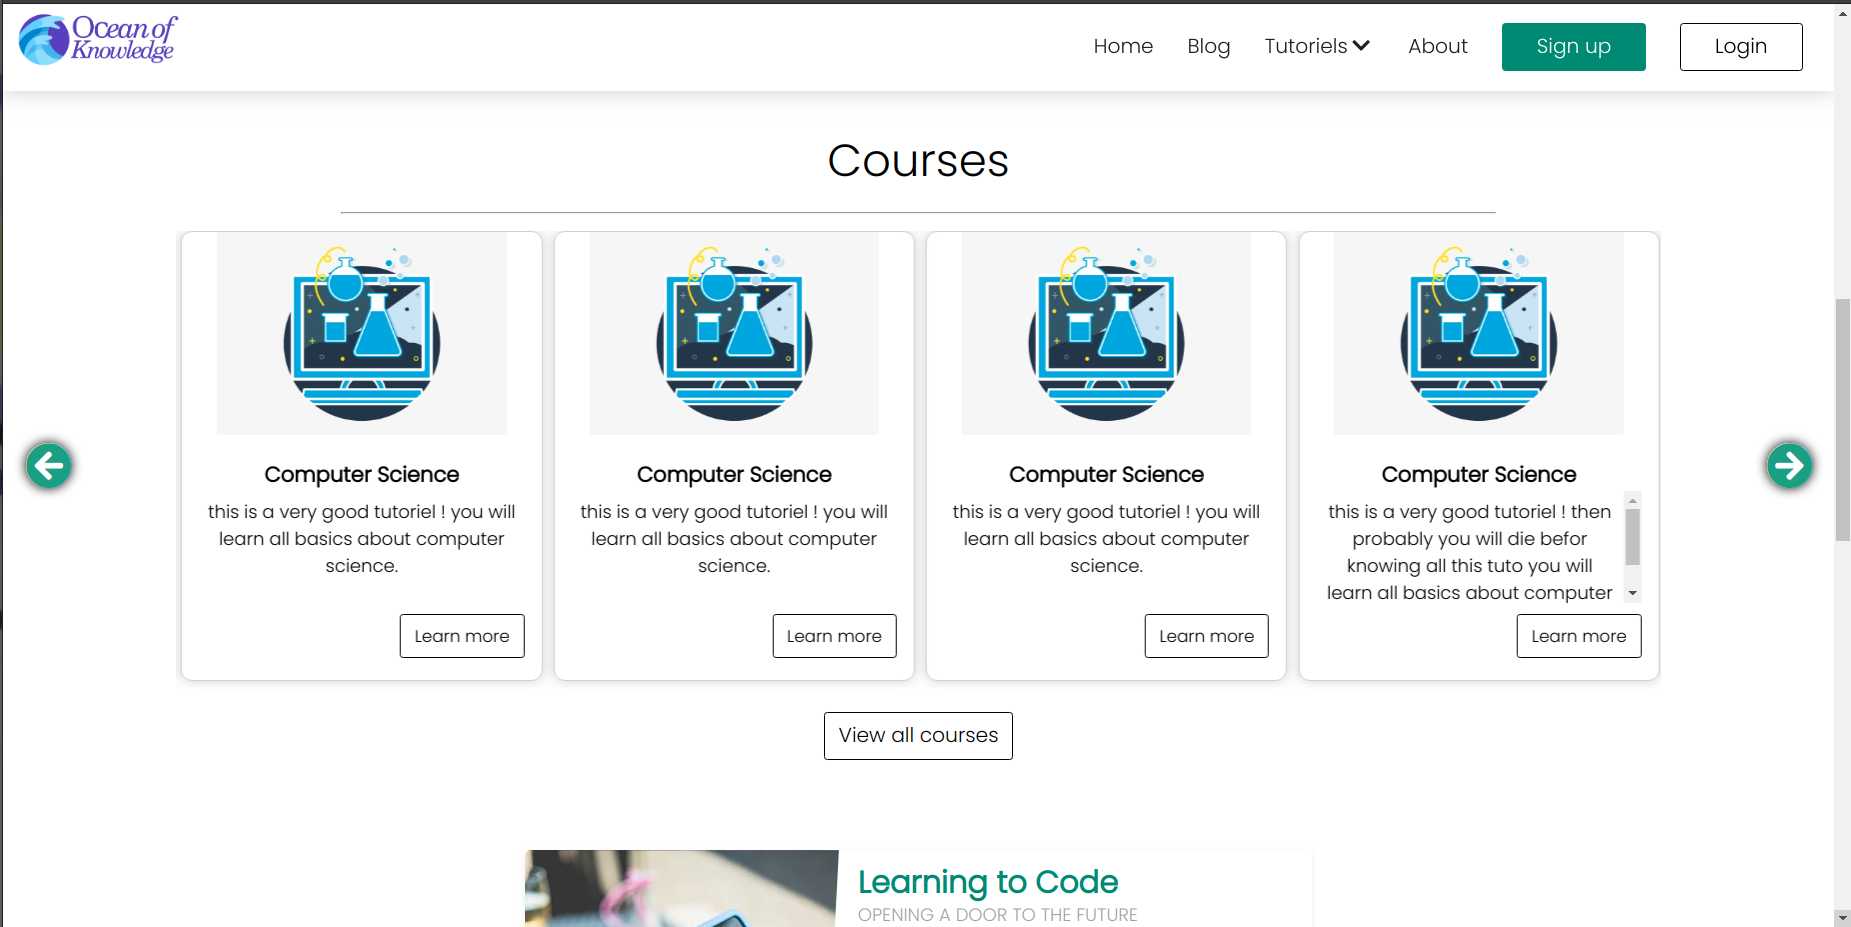 Ocean of
Knowledge
Home Blog Tutoriels About Sign up Login
Courses
Computer Science
this is a very good tutoriel ! you will
learn all basics about computer
science.
Learn more
Computer Science
this is a very good tutoriel ! you will
learn all basics about computer
science.
Learn more
Computer Science
this is a very good tutoriel ! you will
learn all basics about computer
science.
Learn more
Computer Science
this is a very good tutoriel ! then
probably you will die befor
knowing all this tuto you will
learn all basics about computer
Learn more
View all courses
Learning to Code
OPENING A DOOR TO THE FUTURE